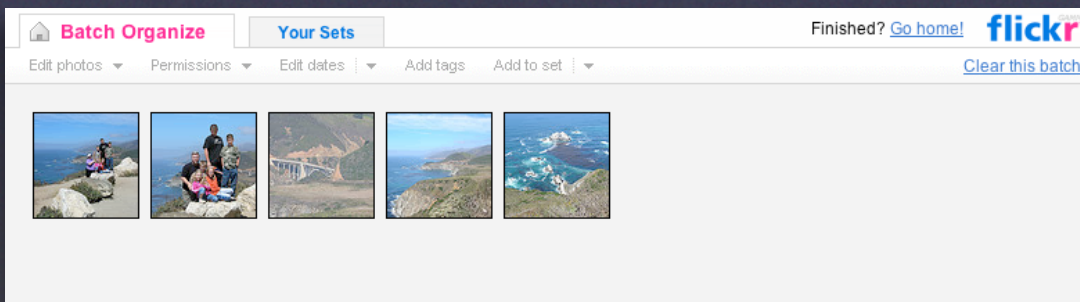 Batch Organize Your Sets Finished? Go home! flickr
Edit photos Permissions Edit dates Add tags Add to set Clear this batch